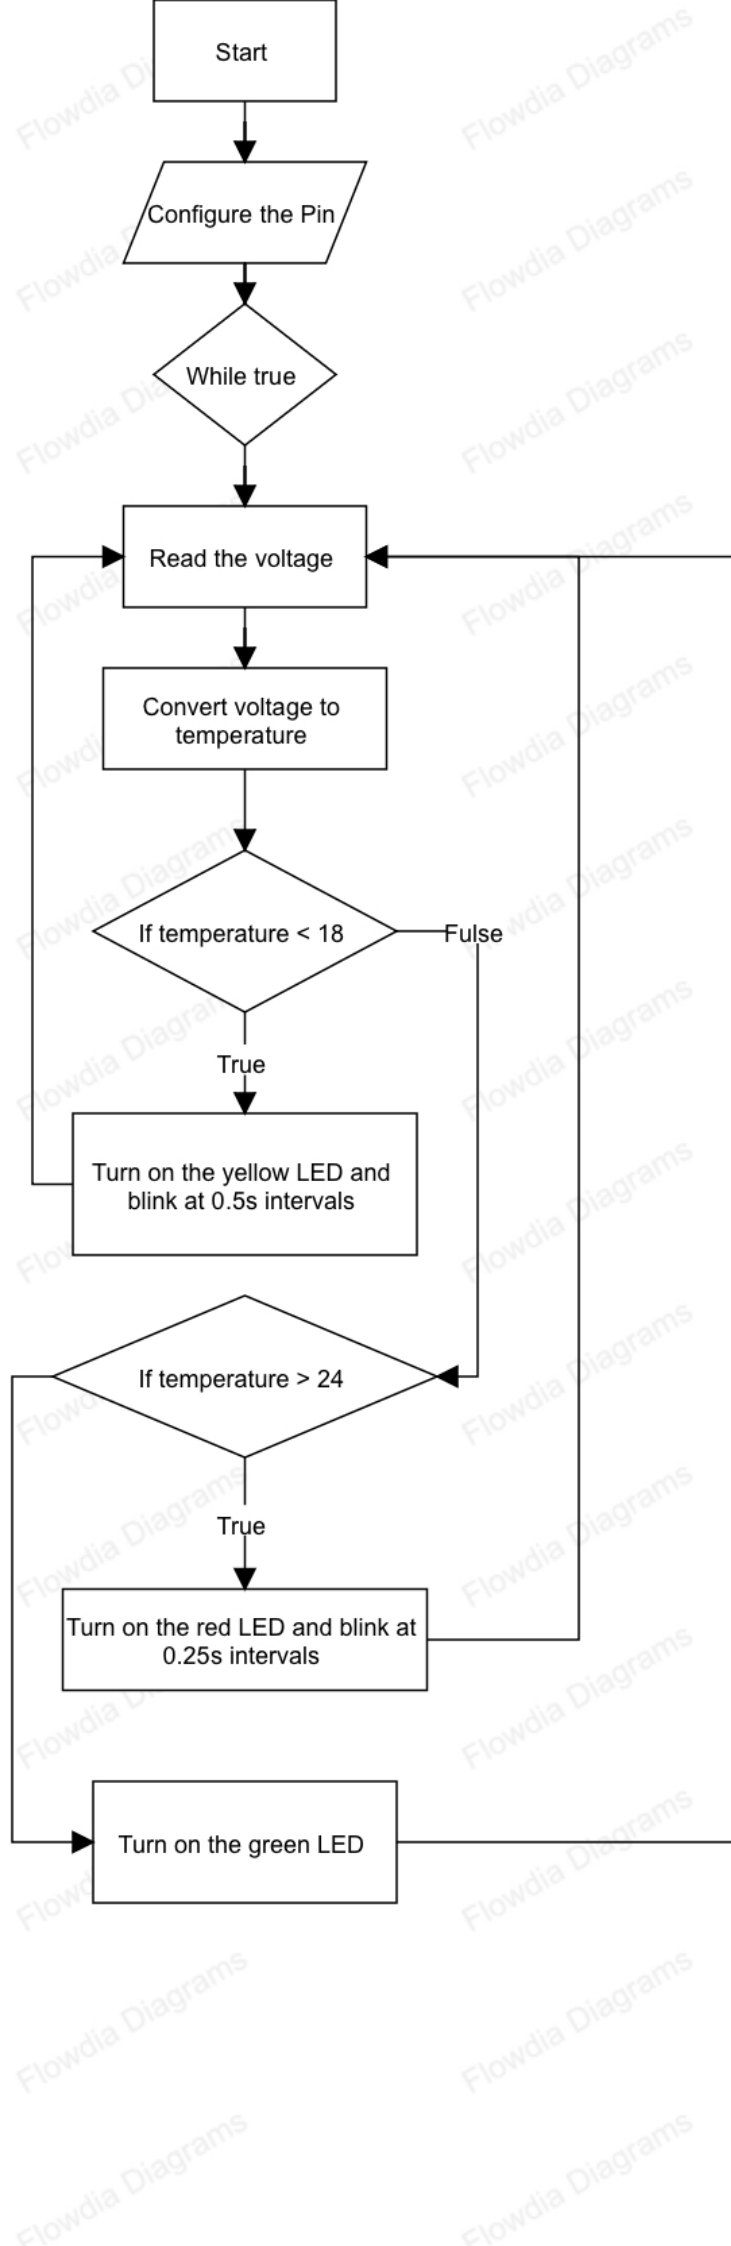 Start
Configure the Pin
While true
Read the voltage
Convert voltage to
temperature
If temperature < 18
Fulse
True
Turn on the yellow LED and
blink at 0.5s intervals
If temperature > 24
True
Turn on the red LED and blink at
0.25s intervals
Turn on the green LED
Flowdia Diagrams